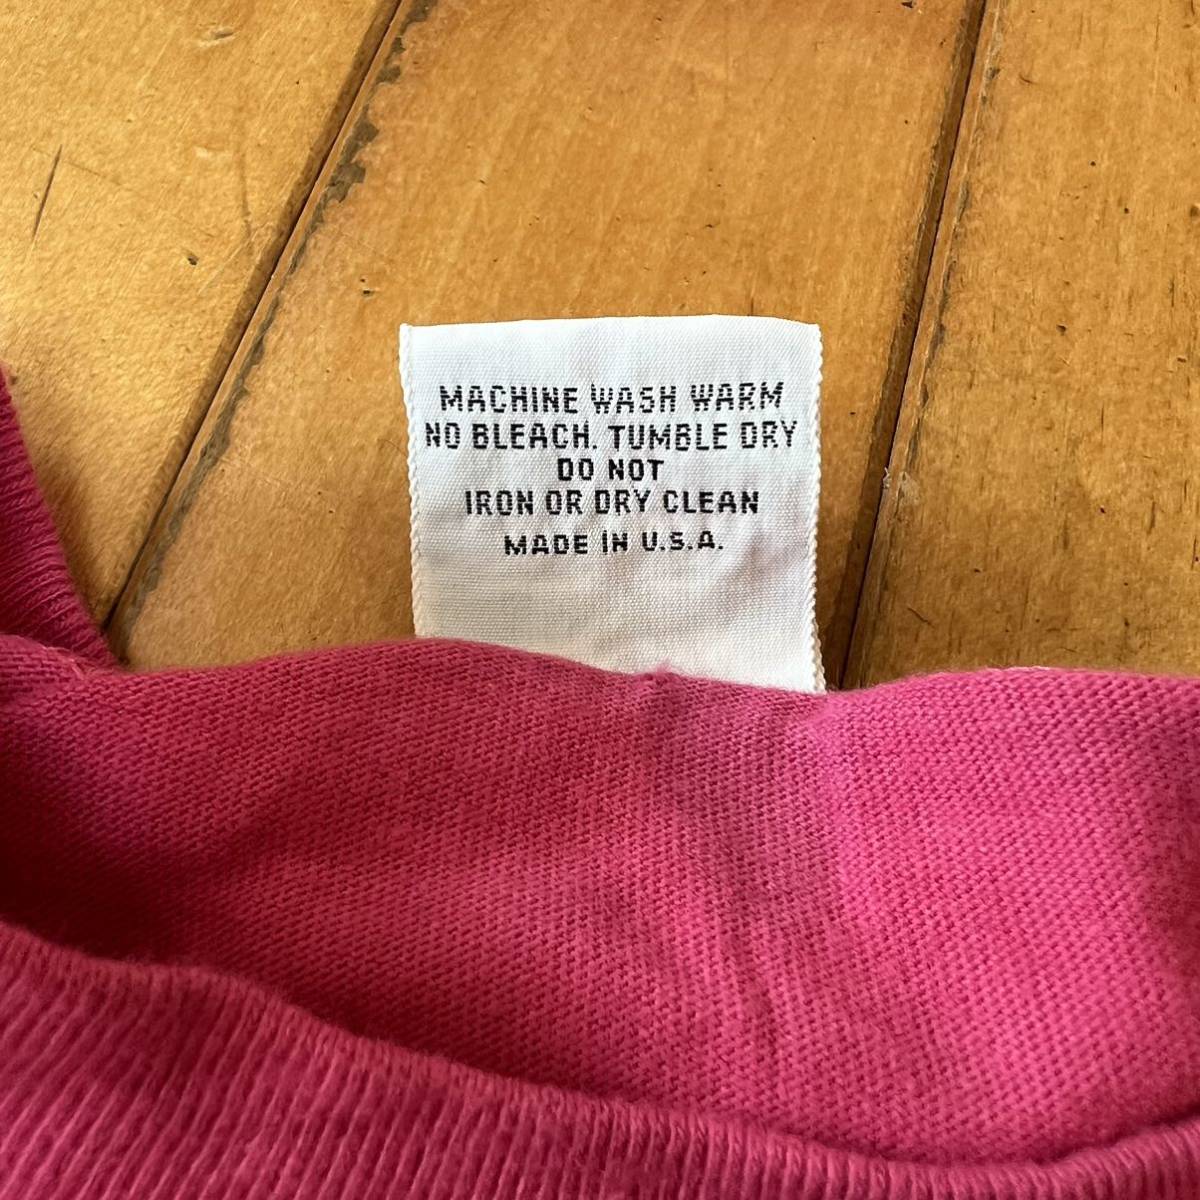 MACHINE WASH WARM
NO BLEACH. TUMBLE DRY
DO NOT
IRON OR DRY CLEAN
MADE IN U.S.A.